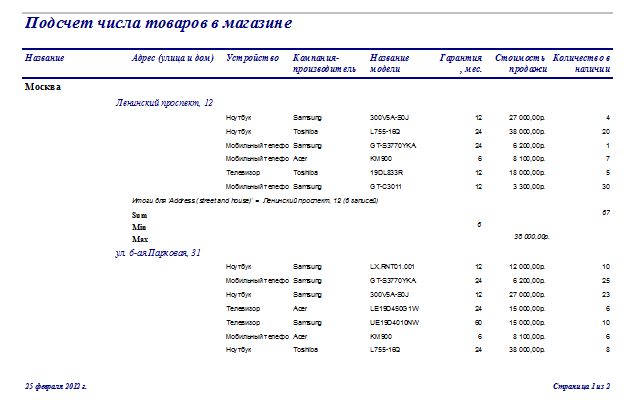 Подсчет числа товаров в магазине
Название Адрес (улица и дом) Устройство Компания-производитель Название модели Гарантия, мес. Стоимость продажи Количество в наличии
Москва
Ленинский проспект, 12
Ноутбук Samsung 300V5A-S0J 12 27 000,00р. 4
Ноутбук Toshiba L755-16Q 24 38 000,00р. 20
Мобильный телефо Samsung GT-S3770YKA 24 6 200,00р. 1
Мобильный телефо Acer KM900 6 8 100,00р. 7
Телевизор Toshiba 19DL833R 12 18 000,00р. 5
Мобильный телефо Samsung GT-C3011 12 3 300,00р. 30
Итоги для 'Address (street and house)' = Ленинский проспект, 12 (6 записей)
Sum 67
Min 6
Max 38 000,00р.
ул. 6-ая Парковая, 31
Ноутбук Samsung LX.RNT01.001 12 12 000,00р. 10
Мобильный телефо Samsung GT-S3770YKA 24 6 200,00р. 25
Ноутбук Samsung 300V5A-S0J 12 27 000,00р. 23
Телевизор Acer LE19D450G1W 24 15 000,00р. 6
Телевизор Samsung UE19D4010NW 60 15 000,00р. 10
Мобильный телефо Acer KM900 6 8 100,00р. 6
Ноутбук Toshiba L755-16Q 24 38 000,00р. 8
25 февраля 2012 г. Страница 1 из 2